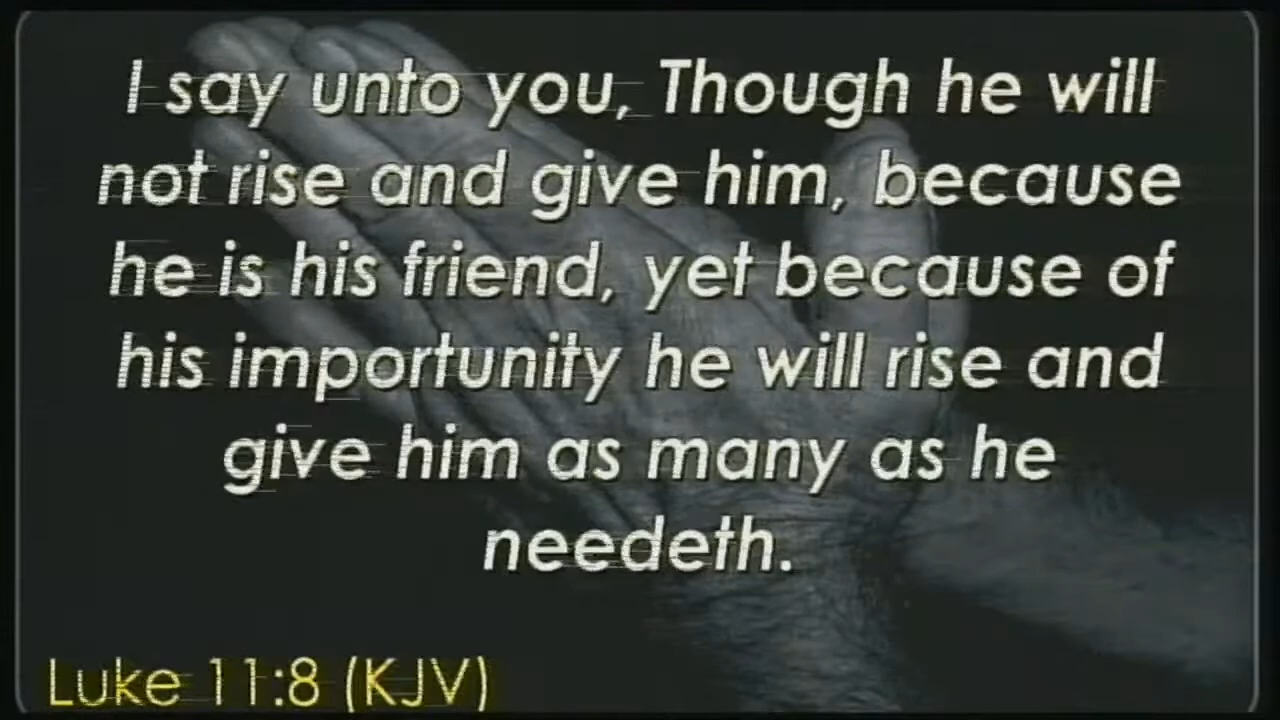 I say unto you, Though he will
not rise and give him, because
he is his friend, yet because of
his importunity he will rise and
give him as many as he
needeth.
Luke 11:8 (KJV)